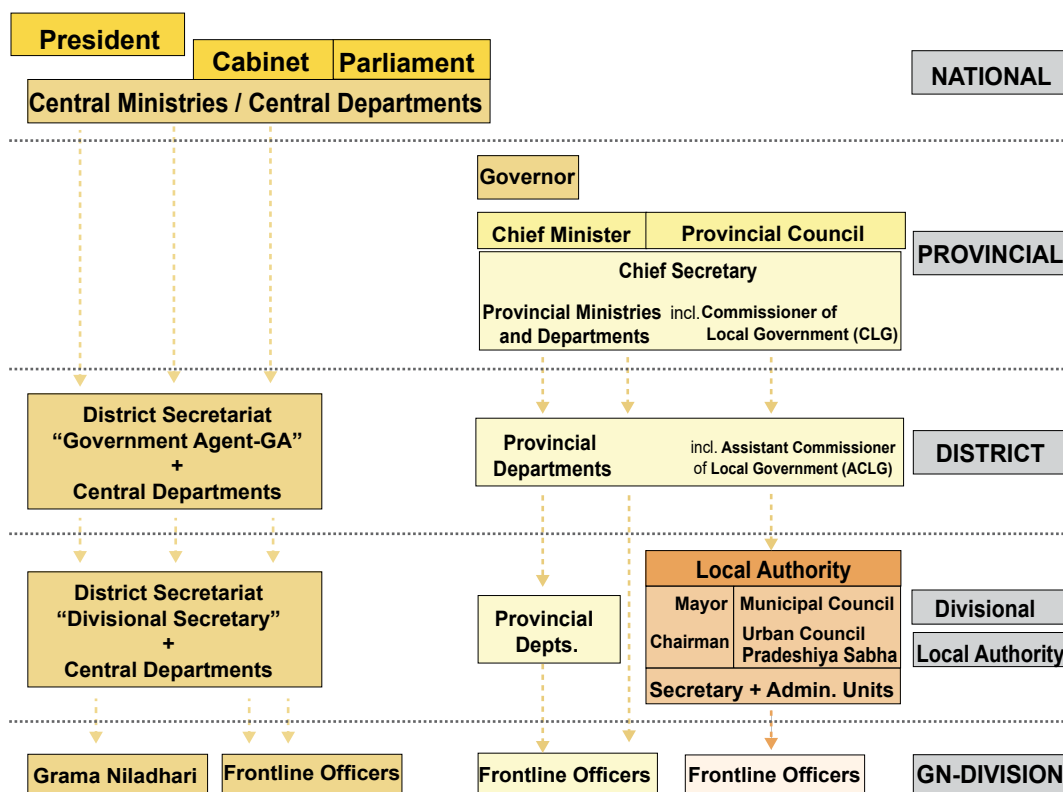 President
Cabinet
Parliament
Central Ministries / Central Departments
NATIONAL
Governor
Chief Minister
Provincial Council
PROVINCIAL
Chief Secretary
Provincial Ministries incl. Commissioner of
and Departments Local Government (CLG)
District Secretariat
“Government Agent-GA”
+
Central Departments
Provincial
Departments
incl. Assistant Commissioner
of Local Government (ACLG)
DISTRICT
District Secretariat
“Divisional Secretary”
+
Central Departments
Provincial
Depts.
Local Authority
Mayor
Municipal Council
Chairman
Urban Council
Pradeshiya Sabha
Secretary + Admin. Units
Divisional
Local Authority
Grama Niladhari
Frontline Officers
Frontline Officers
Frontline Officers
GN-DIVISION